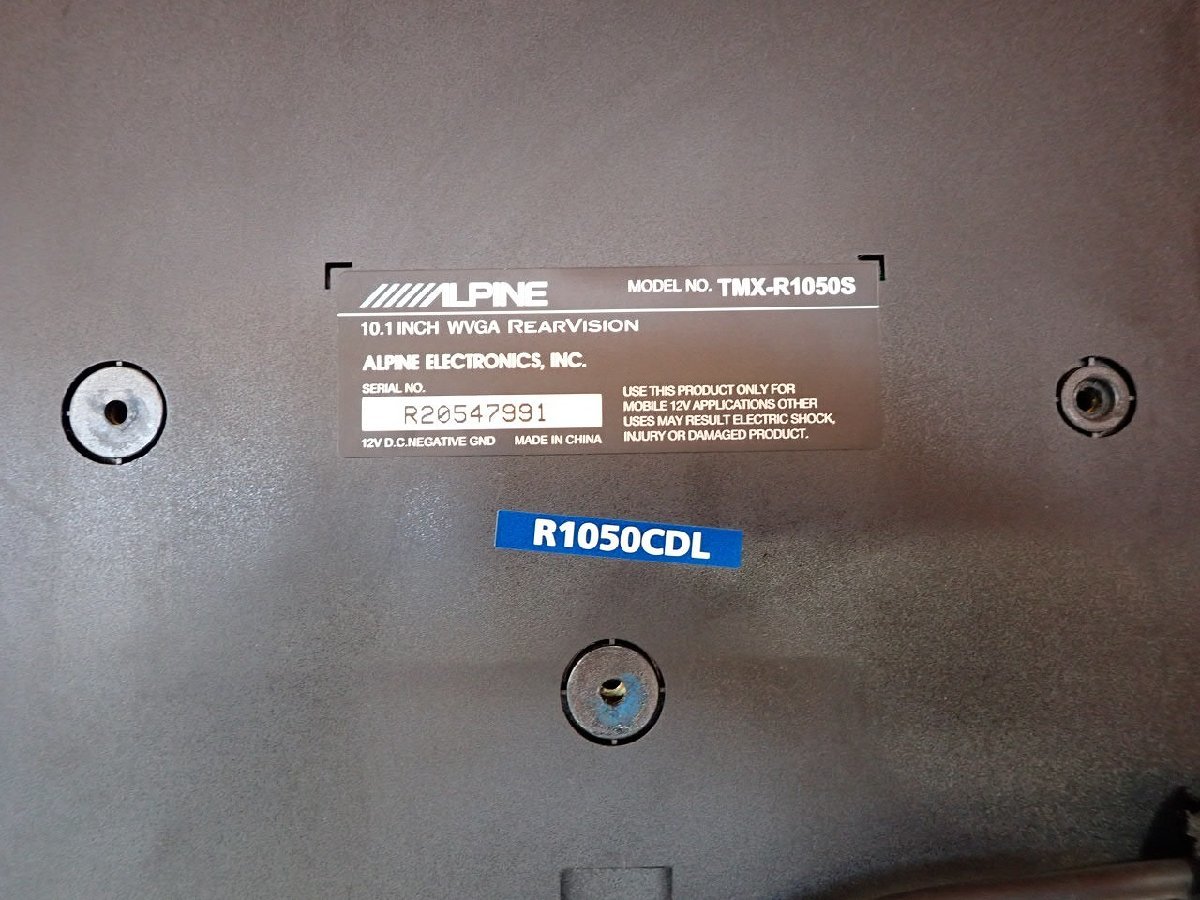 ALPINE MODEL NO. TMX-R1050S
10.1 INCH WVGA REARVISION
ALPINE ELECTRONICS, INC.
SERIAL NO.
R20547991
12V D.C.NEGATIVE GND MADE IN CHINA
USE THIS PRODUCT ONLY FOR
MOBILE 12V APPLICATIONS OTHER
USES MAY RESULT ELECTRIC SHOCK,
INJURY OR DAMAGED PRODUCT.
R1050CDL